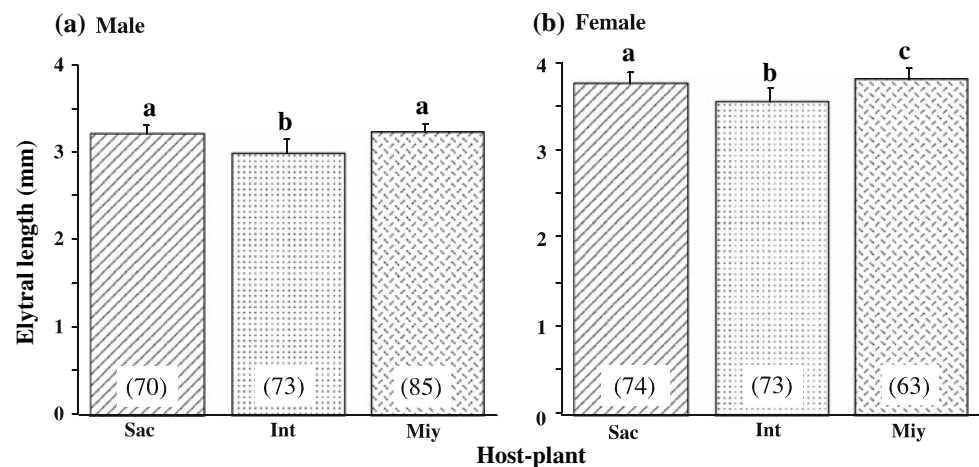 (a) Male
(b) Female
Elytral length (mm)
4
3
2
1
0
a
b
a
(70)
(73)
(85)
Sac
Int
Miy
4
3
2
1
0
a
b
c
(74)
(73)
(63)
Sac
Int
Miy
Host-plant